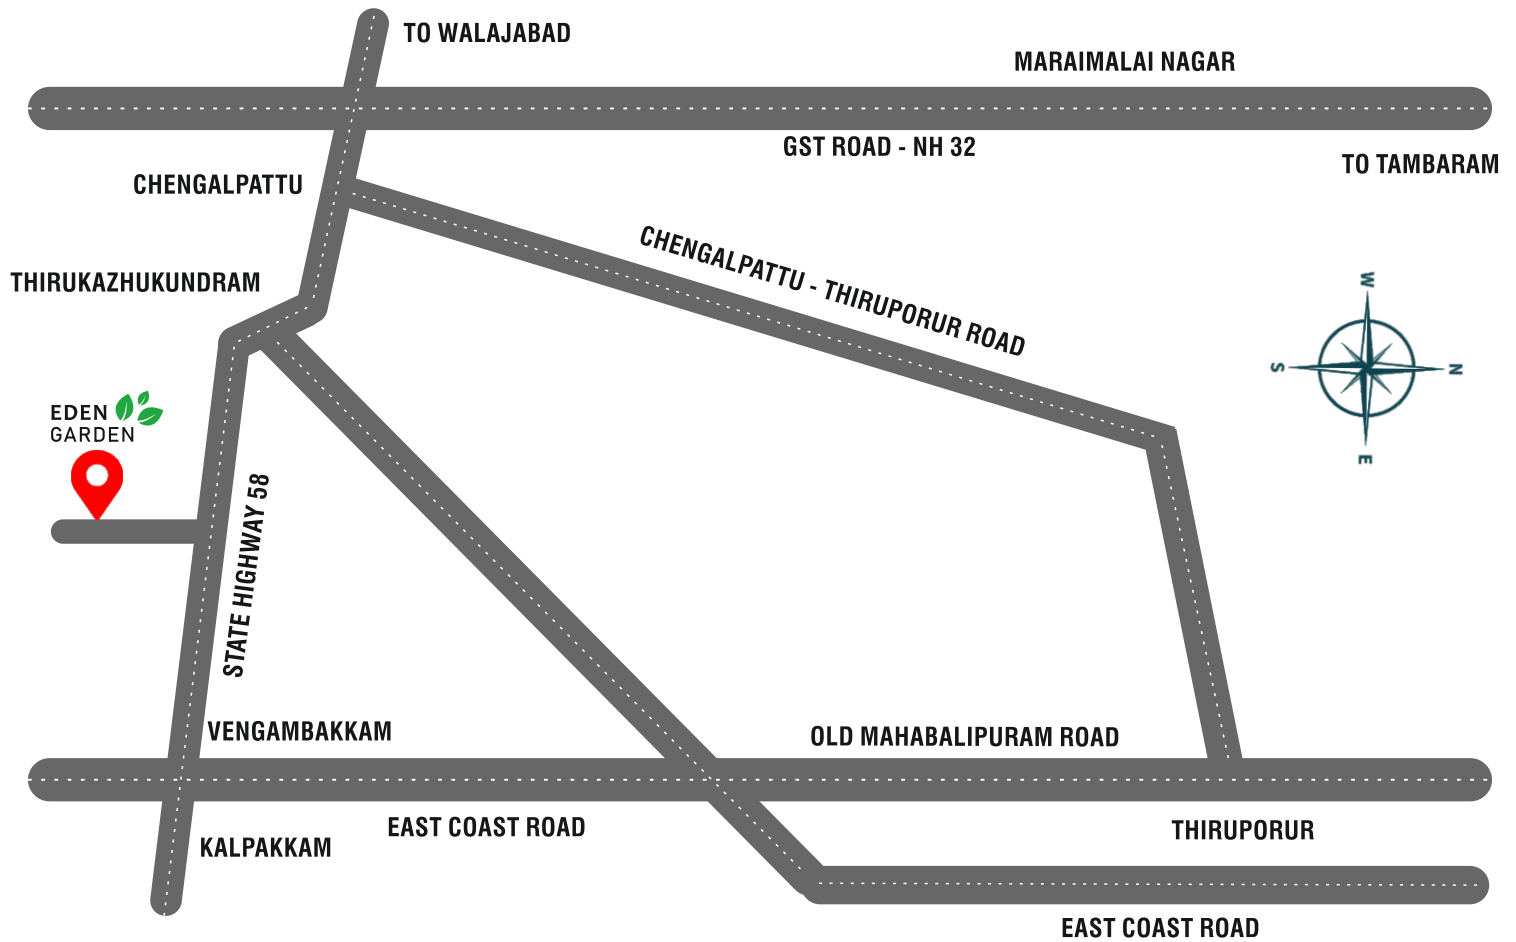 TO WALAJABAD
MARAIMALAI NAGAR
GST ROAD - NH 32
TO TAMBARAM
CHENGALPATTU
CHENGALPATTU - THIRUPORUR ROAD
THIRUKAZHUKUNDRAM
W
S
N
E
EDEN
GARDEN
STATE HIGHWAY 58
VENGAMBAKKAM
OLD MAHABALIPURAM ROAD
EAST COAST ROAD
THIRUPORUR
KALPAKKAM
EAST COAST ROAD